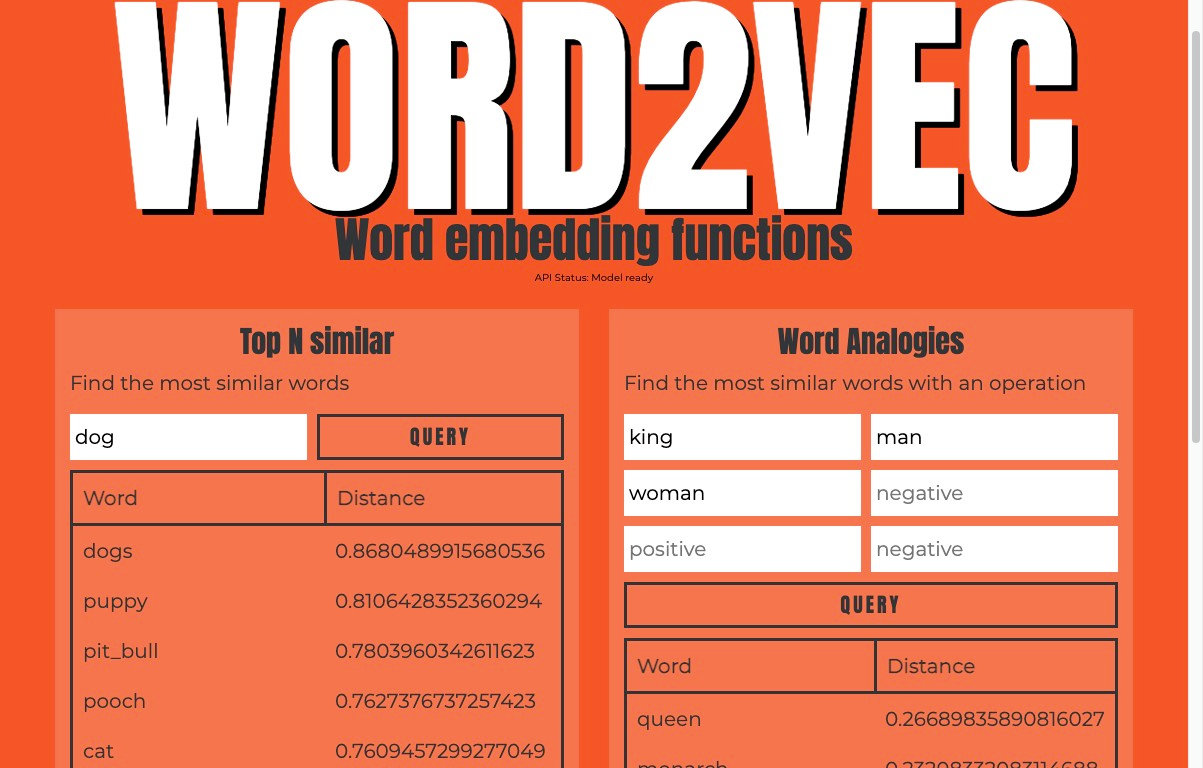 WORD2VEC
Word embedding functions
API Status: Model ready
Top N similar
Find the most similar words
dog
QUERY
Word Distance
dogs 0.8680489915680536
puppy 0.8106428352360294
pit_bull 0.7803960342611623
pooch 0.7627376737257423
cat 0.7609457299277049
Word Analogies
Find the most similar words with an operation
king man
woman negative
positive negative
QUERY
Word Distance
queen 0.26689835890816027
monarch